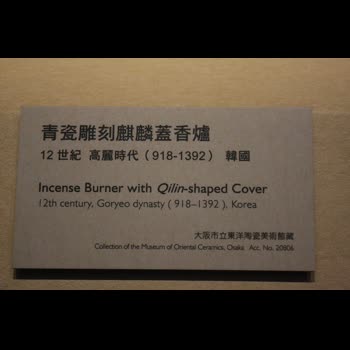 青瓷雕刻麒麟蓋香爐
12 世紀 高麗時代（918-1392） 韓國
Incense Burner with Qilin-shaped Cover
12th century, Goryeo dynasty ( 918–1392 ), Korea
大阪市立東洋陶瓷美術館藏
Collection of the Museum of Oriental Ceramics, Osaka Acc. No. 20806